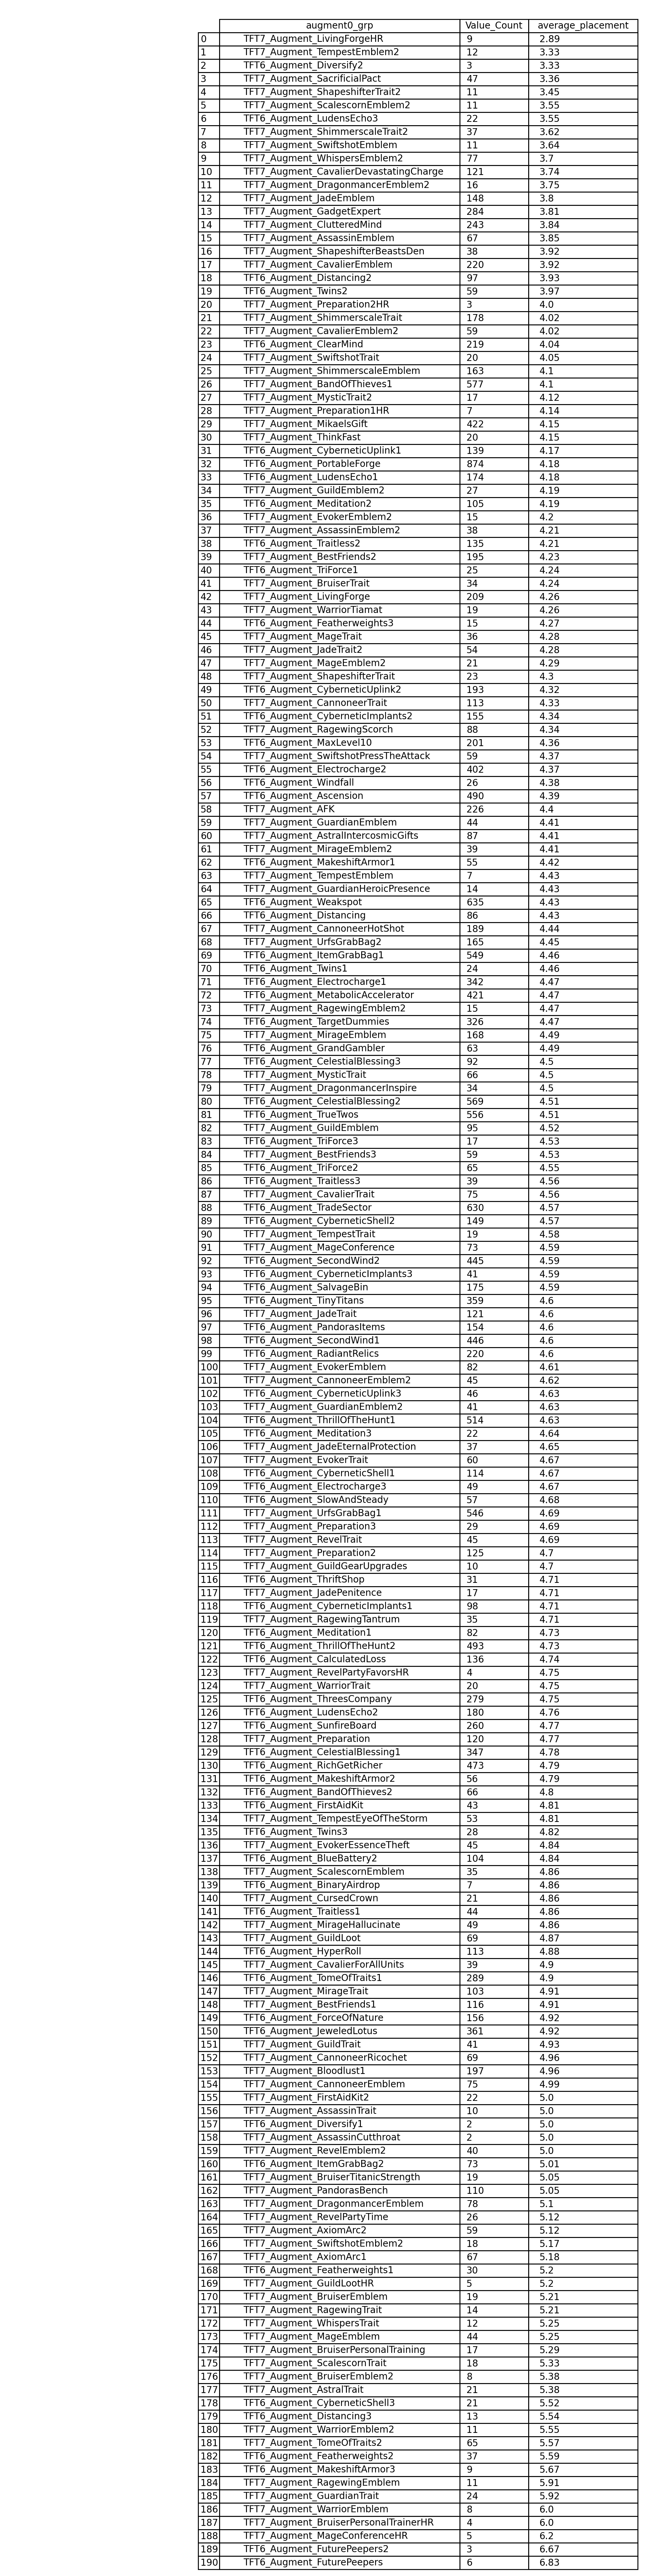 augment0_grp Value_Count average_placement
0 TFT7_Augment_LivingForgeHR 9 2.89
1 TFT7_Augment_TempestEmblem2 12 3.33
2 TFT6_Augment_Diversify2 3 3.33
3 TFT7_Augment_SacrificialPact 47 3.36
4 TFT7_Augment_ShapeshifterTrait2 11 3.45
5 TFT7_Augment_ScalescornEmblem2 11 3.55
6 TFT6_Augment_LudensEcho3 22 3.55
7 TFT7_Augment_ShimmerscaleTrait2 37 3.62
8 TFT7_Augment_SwiftshotEmblem 11 3.64
9 TFT7_Augment_WhispersEmblem2 77 3.7
10 TFT7_Augment_CavalierDevastatingCharge 121 3.74
11 TFT7_Augment_DragonmancerEmblem2 16 3.75
12 TFT7_Augment_JadeEmblem 148 3.8
13 TFT7_Augment_GadgetExpert 284 3.81
14 TFT7_Augment_ClutteredMind 243 3.84
15 TFT7_Augment_AssassinEmblem 67 3.85
16 TFT7_Augment_ShapeshifterBeastsDen 38 3.92
17 TFT7_Augment_CavalierEmblem 220 3.92
18 TFT6_Augment_Distancing2 97 3.93
19 TFT6_Augment_Twins2 59 3.97
20 TFT7_Augment_Preparation2HR 3 4.0
21 TFT7_Augment_ShimmerscaleTrait 178 4.02
22 TFT7_Augment_CavalierEmblem2 59 4.02
23 TFT6_Augment_ClearMind 219 4.04
24 TFT7_Augment_SwiftshotTrait 20 4.05
25 TFT7_Augment_ShimmerscaleEmblem 163 4.1
26 TFT7_Augment_BandOfThieves1 577 4.1
27 TFT7_Augment_MysticTrait2 17 4.12
28 TFT7_Augment_Preparation1HR 7 4.14
29 TFT7_Augment_MikaelsGift 422 4.15
30 TFT7_Augment_ThinkFast 20 4.15
31 TFT6_Augment_CyberneticUplink1 139 4.17
32 TFT6_Augment_PortableForge 874 4.18
33 TFT6_Augment_LudensEcho1 174 4.18
34 TFT7_Augment_GuildEmblem2 27 4.19
35 TFT6_Augment_Meditation2 105 4.19
36 TFT7_Augment_EvokerEmblem2 15 4.2
37 TFT7_Augment_AssassinEmblem2 38 4.21
38 TFT6_Augment_Traitless2 135 4.21
39 TFT7_Augment_BestFriends2 195 4.23
40 TFT6_Augment_TriForce1 25 4.24
41 TFT7_Augment_BruiserTrait 34 4.24
42 TFT7_Augment_LivingForge 209 4.26
43 TFT7_Augment_WarriorTiamat 19 4.26
44 TFT6_Augment_Featherweights3 15 4.27
45 TFT7_Augment_MageTrait 36 4.28
46 TFT7_Augment_JadeTrait2 54 4.28
47 TFT7_Augment_MageEmblem2 21 4.29
48 TFT7_Augment_ShapeshifterTrait 23 4.3
49 TFT6_Augment_CyberneticUplink2 193 4.32
50 TFT7_Augment_CannoneerTrait 113 4.33
51 TFT6_Augment_CyberneticImplants2 155 4.34
52 TFT7_Augment_RagewingScorch 88 4.34
53 TFT6_Augment_MaxLevel10 201 4.36
54 TFT7_Augment_SwiftshotPressTheAttack 59 4.37
55 TFT6_Augment_Electrocharge2 402 4.37
56 TFT6_Augment_Windfall 26 4.38
57 TFT6_Augment_Ascension 490 4.39
58 TFT7_Augment_AFK 226 4.4
59 TFT7_Augment_GuardianEmblem 44 4.41
60 TFT7_Augment_AstralIntercosmicGifts 87 4.41
61 TFT7_Augment_MirageEmblem2 39 4.41
62 TFT6_Augment_MakeshiftArmor1 55 4.42
63 TFT7_Augment_TempestEmblem 7 4.43
64 TFT7_Augment_GuardianHeroicPresence 14 4.43
65 TFT6_Augment_Weakspot 635 4.43
66 TFT6_Augment_Distancing 86 4.43
67 TFT7_Augment_CannoneerHotShot 189 4.44
68 TFT7_Augment_UrfsGrabBag2 165 4.45
69 TFT6_Augment_ItemGrabBag1 549 4.46
70 TFT6_Augment_Twins1 24 4.46
71 TFT6_Augment_Electrocharge1 342 4.47
72 TFT6_Augment_MetabolicAccelerator 421 4.47
73 TFT7_Augment_RagewingEmblem2 15 4.47
74 TFT6_Augment_TargetDummies 326 4.47
75 TFT7_Augment_MirageEmblem 168 4.49
76 TFT6_Augment_GrandGambler 63 4.49
77 TFT6_Augment_CelestialBlessing3 92 4.5
78 TFT7_Augment_MysticTrait 66 4.5
79 TFT7_Augment_DragonmancerInspire 34 4.5
80 TFT6_Augment_CelestialBlessing2 569 4.51
81 TFT6_Augment_TrueTwos 556 4.51
82 TFT7_Augment_GuildEmblem 95 4.52
83 TFT6_Augment_TriForce3 17 4.53
84 TFT7_Augment_BestFriends3 59 4.53
85 TFT6_Augment_TriForce2 65 4.55
86 TFT6_Augment_Traitless3 39 4.56
87 TFT7_Augment_CavalierTrait 75 4.56
88 TFT6_Augment_TradeSector 630 4.57
89 TFT6_Augment_CyberneticShell2 149 4.57
90 TFT7_Augment_TempestTrait 19 4.58
91 TFT7_Augment_MageConference 73 4.59
92 TFT6_Augment_SecondWind2 445 4.59
93 TFT6_Augment_CyberneticImplants3 41 4.59
94 TFT6_Augment_SalvageBin 175 4.59
95 TFT6_Augment_TinyTitans 359 4.6
96 TFT7_Augment_JadeTrait 121 4.6
97 TFT6_Augment_PandorasItems 154 4.6
98 TFT6_Augment_SecondWind1 446 4.6
99 TFT6_Augment_RadiantRelics 220 4.6
100 TFT7_Augment_EvokerEmblem 82 4.61
101 TFT7_Augment_CannoneerEmblem2 45 4.62
102 TFT6_Augment_CyberneticUplink3 46 4.63
103 TFT7_Augment_GuardianEmblem2 41 4.63
104 TFT6_Augment_ThrillOfTheHunt1 514 4.63
105 TFT6_Augment_Meditation3 22 4.64
106 TFT7_Augment_JadeEternalProtection 37 4.65
107 TFT7_Augment_EvokerTrait 60 4.67
108 TFT6_Augment_CyberneticShell1 114 4.67
109 TFT6_Augment_Electrocharge3 49 4.67
110 TFT6_Augment_SlowAndSteady 57 4.68
111 TFT7_Augment_UrfsGrabBag1 546 4.69
112 TFT7_Augment_Preparation3 29 4.69
113 TFT7_Augment_RevelTrait 45 4.69
114 TFT7_Augment_Preparation2 125 4.7
115 TFT7_Augment_GuildGearUpgrades 10 4.7
116 TFT6_Augment_ThriftShop 31 4.71
117 TFT7_Augment_JadePenitence 17 4.71
118 TFT6_Augment_CyberneticImplants1 98 4.71
119 TFT7_Augment_RagewingTantrum 35 4.71
120 TFT6_Augment_Meditation1 82 4.73
121 TFT6_Augment_ThrillOfTheHunt2 493 4.73
122 TFT6_Augment_CalculatedLoss 136 4.74
123 TFT7_Augment_RevelPartyFavorsHR 4 4.75
124 TFT7_Augment_WarriorTrait 20 4.75
125 TFT6_Augment_ThreesCompany 279 4.75
126 TFT6_Augment_LudensEcho2 180 4.76
127 TFT6_Augment_SunfireBoard 260 4.77
128 TFT7_Augment_Preparation 120 4.77
129 TFT6_Augment_CelestialBlessing1 347 4.78
130 TFT6_Augment_RichGetRicher 473 4.79
131 TFT6_Augment_MakeshiftArmor2 56 4.79
132 TFT6_Augment_BandOfThieves2 66 4.8
133 TFT6_Augment_FirstAidKit 43 4.81
134 TFT7_Augment_TempestEyeOfTheStorm 53 4.81
135 TFT6_Augment_Twins3 28 4.82
136 TFT7_Augment_EvokerEssenceTheft 45 4.84
137 TFT6_Augment_BlueBattery2 104 4.84
138 TFT7_Augment_ScalescornEmblem 35 4.86
139 TFT6_Augment_BinaryAirdrop 7 4.86
140 TFT7_Augment_CursedCrown 21 4.86
141 TFT6_Augment_Traitless1 44 4.86
142 TFT7_Augment_MirageHallucinate 49 4.86
143 TFT7_Augment_GuildLoot 69 4.87
144 TFT6_Augment_HyperRoll 113 4.88
145 TFT7_Augment_CavalierForAllUnits 39 4.9
146 TFT6_Augment_TomeOfTraits1 289 4.9
147 TFT7_Augment_MirageTrait 103 4.91
148 TFT7_Augment_BestFriends1 116 4.91
149 TFT6_Augment_ForceOfNature 156 4.92
150 TFT6_Augment_JeweledLotus 361 4.92
151 TFT7_Augment_GuildTrait 41 4.93
152 TFT7_Augment_CannoneerRicochet 69 4.96
153 TFT7_Augment_Bloodlust1 197 4.96
154 TFT7_Augment_CannoneerEmblem 75 4.99
155 TFT7_Augment_FirstAidKit2 22 5.0
156 TFT7_Augment_AssassinTrait 10 5.0
157 TFT6_Augment_Diversify1 2 5.0
158 TFT7_Augment_AssassinCutthroat 2 5.0
159 TFT7_Augment_RevelEmblem2 40 5.0
160 TFT6_Augment_ItemGrabBag2 73 5.01
161 TFT7_Augment_BruiserTitanicStrength 19 5.05
162 TFT7_Augment_PandorasBench 110 5.05
163 TFT7_Augment_DragonmancerEmblem 78 5.1
164 TFT7_Augment_RevelPartyTime 26 5.12
165 TFT7_Augment_AxiomArc2 59 5.12
166 TFT7_Augment_SwiftshotEmblem2 18 5.17
167 TFT7_Augment_AxiomArc1 67 5.18
168 TFT6_Augment_Featherweights1 30 5.2
169 TFT7_Augment_GuildLootHR 5 5.2
170 TFT7_Augment_BruiserEmblem 19 5.21
171 TFT7_Augment_RagewingTrait 14 5.21
172 TFT7_Augment_WhispersTrait 12 5.25
173 TFT7_Augment_MageEmblem 44 5.25
174 TFT7_Augment_BruiserPersonalTraining 17 5.29
175 TFT7_Augment_ScalescornTrait 18 5.33
176 TFT7_Augment_BruiserEmblem2 8 5.38
177 TFT7_Augment_AstralTrait 21 5.38
178 TFT6_Augment_CyberneticShell3 21 5.52
179 TFT6_Augment_Distancing3 13 5.54
180 TFT7_Augment_WarriorEmblem2 11 5.55
181 TFT7_Augment_TomeOfTraits2 65 5.57
182 TFT6_Augment_Featherweights2 37 5.59
183 TFT6_Augment_MakeshiftArmor3 9 5.67
184 TFT7_Augment_RagewingEmblem 11 5.91
185 TFT7_Augment_GuardianTrait 24 5.92
186 TFT7_Augment_WarriorEmblem 8 6.0
187 TFT7_Augment_BruiserPersonalTrainerHR 4 6.0
188 TFT7_Augment_MageConferenceHR 5 6.2
189 TFT6_Augment_FuturePeepers2 3 6.67
190 TFT6_Augment_FuturePeepers 6 6.83